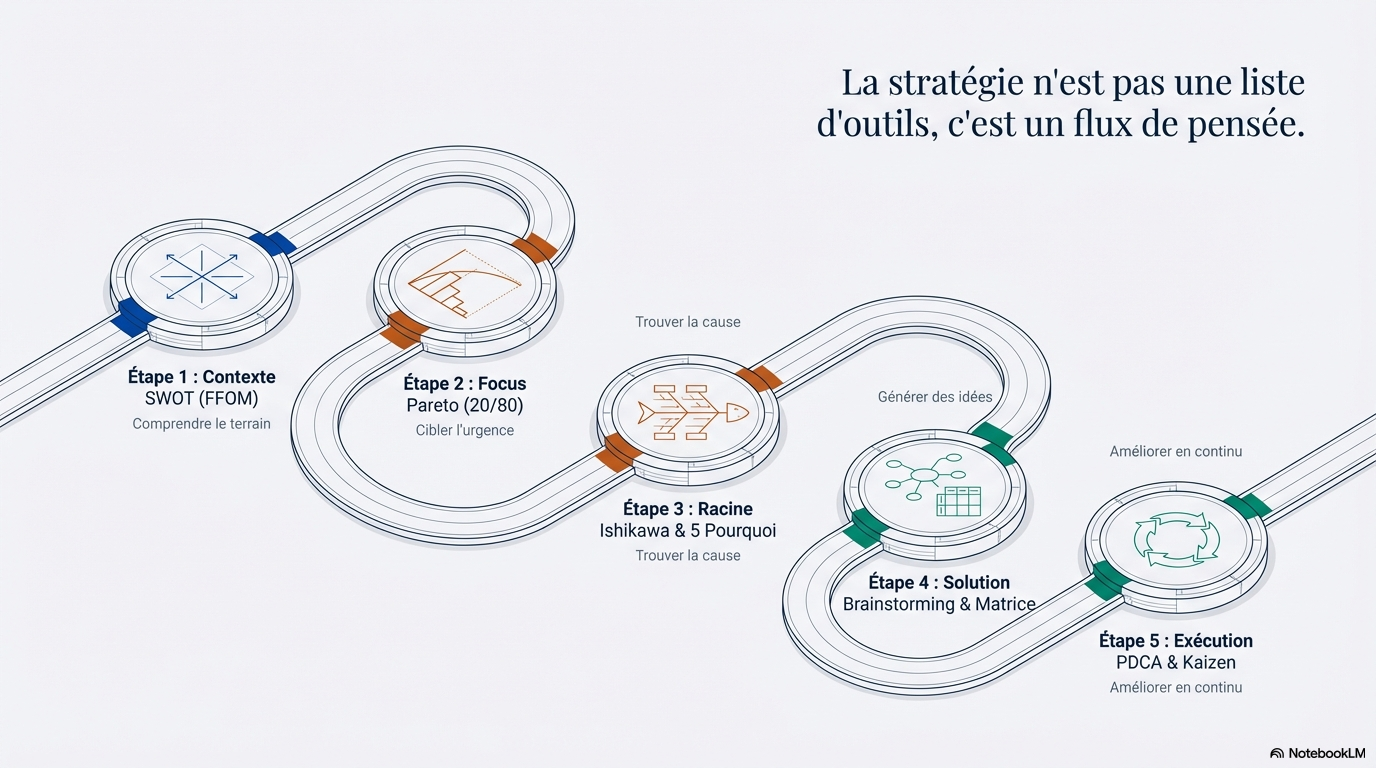 La stratégie n'est pas une liste
d'outils, c'est un flux de pensée.
Étape 1 : Contexte
SWOT (FFOM)
Comprendre le terrain
Étape 2 : Focus
Pareto (20/80)
Cibler l'urgence
Trouver la cause
Étape 3 : Racine
Ishikawa & 5 Pourquoi
Trouver la cause
Générer des idées
Étape 4 : Solution
Brainstorming & Matrice
Améliorer en continu
Étape 5 : Exécution
PDCA & Kaizen
Améliorer en continu
NotebookLM